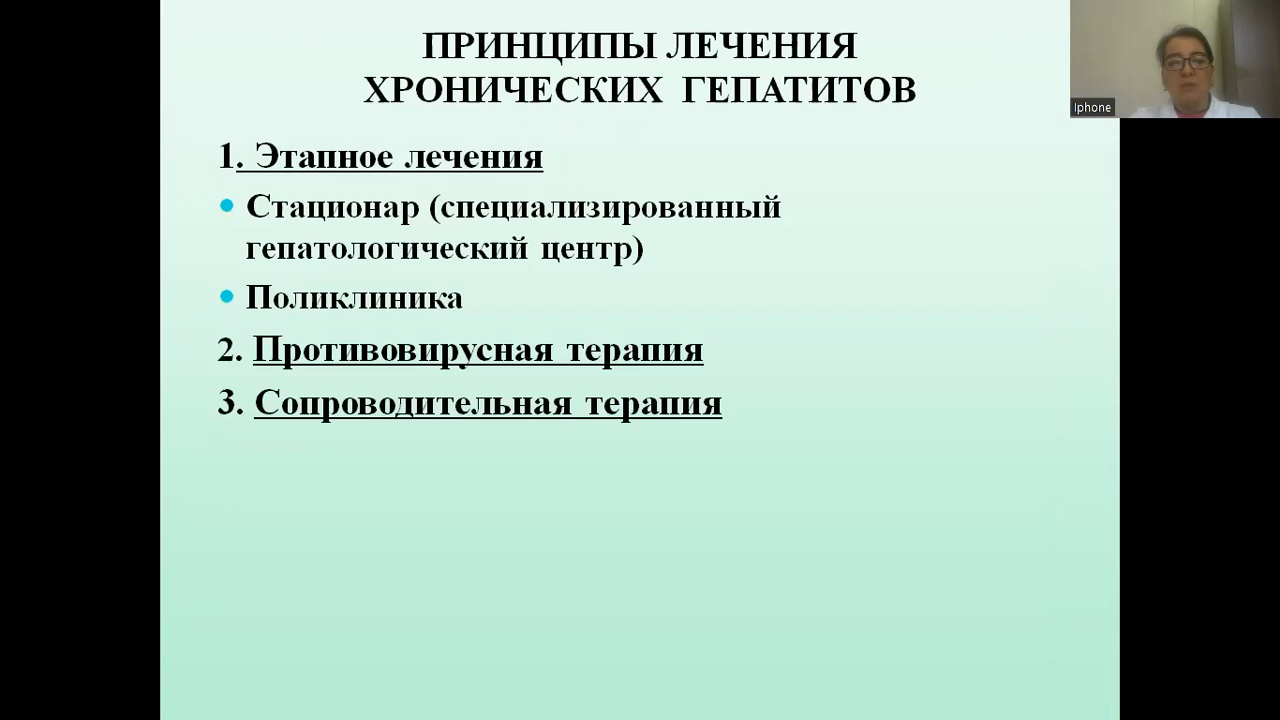 ПРИНЦИПЫ ЛЕЧЕНИЯ
ХРОНИЧЕСКИХ ГЕПАТИТОВ
1. Этапное лечения
• Стационар (специализированный
гепатологический центр)
• Поликлиника
2. Противовирусная терапия
3. Сопроводительная терапия
Iphone